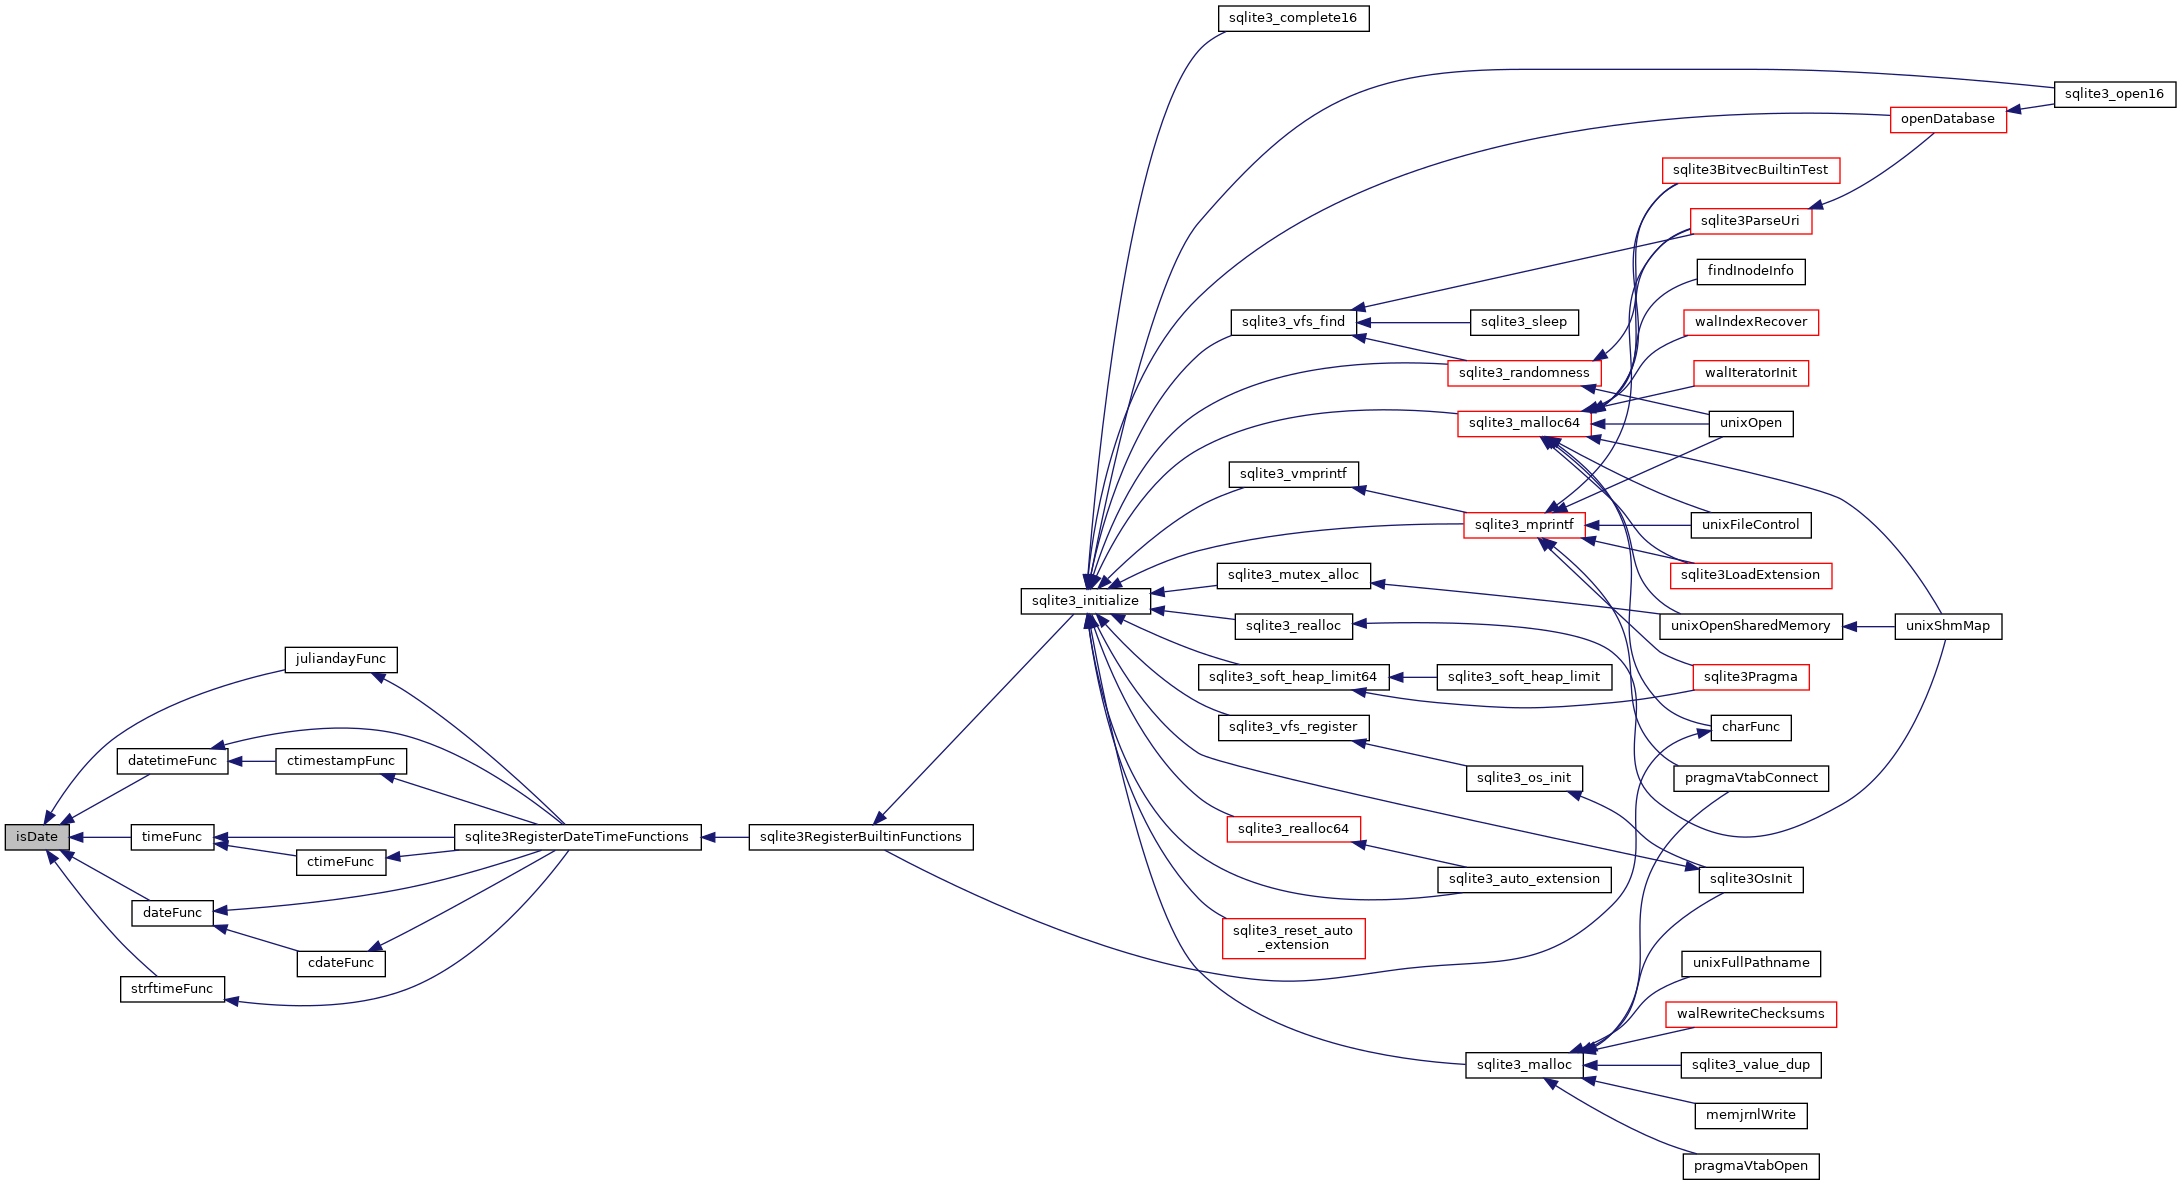 sqlite3_complete16
sqlite3_open16
openDatabase
sqlite3BitvecBuiltinTest
sqlite3ParseUri
findInodeInfo
sqlite3_vfs_find
sqlite3_sleep
walIndexRecover
sqlite3_randomness
walIteratorInit
sqlite3_malloc64
unixOpen
sqlite3_vmprintf
sqlite3_mprintf
unixFileControl
sqlite3_mutex_alloc
sqlite3LoadExtension
sqlite3_initialize
sqlite3_realloc
unixOpenSharedMemory
unixShmMap
juliandayFunc
sqlite3_soft_heap_limit64
sqlite3_soft_heap_limit
sqlite3Pragma
sqlite3_vfs_register
charFunc
datetimeFunc
ctimestampFunc
sqlite3_os_init
pragmaVtabConnect
isDate
timeFunc
sqlite3RegisterDateTimeFunctions
sqlite3RegisterBuiltinFunctions
sqlite3_realloc64
ctimeFunc
sqlite3_auto_extension
sqlite3OsInit
dateFunc
sqlite3_reset_auto
_extension
cdateFunc
unixFullPathname
strftimeFunc
walRewriteChecksums
sqlite3_malloc
sqlite3_value_dup
memjrnlWrite
pragmaVtabOpen